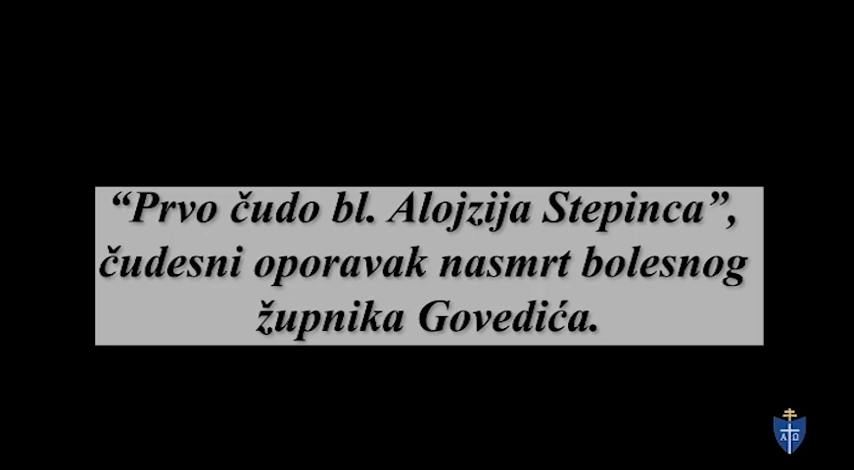 “Prvo čudo bl. Alojzija Stepinca”,
čudesni oporavak nasmrt bolesnog
župnika Govedića.
Α Ω